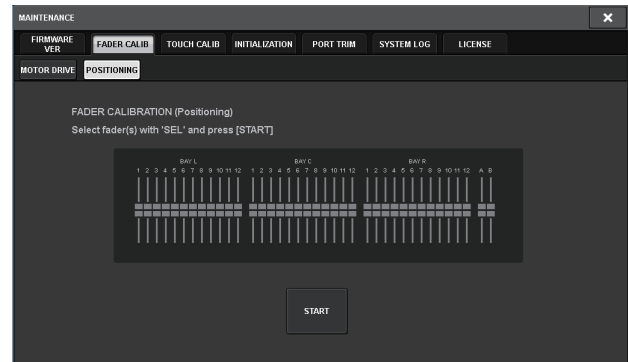 MAINTENANCE
FIRMWARE
VER
FADER CALIB
TOUCH CALIB
INITIALIZATION
PORT TRIM
SYSTEM LOG
LICENSE
MOTOR DRIVE
POSITIONING
FADER CALIBRATION (Positioning)
Select fader(s) with 'SEL' and press [START]
BAY L BAY C BAY R
1 2 3 4 5 6 7 8 9 10 11 12 1 2 3 4 5 6 7 8 9 10 11 12 1 2 3 4 5 6 7 8 9 10 11 12 A B
START